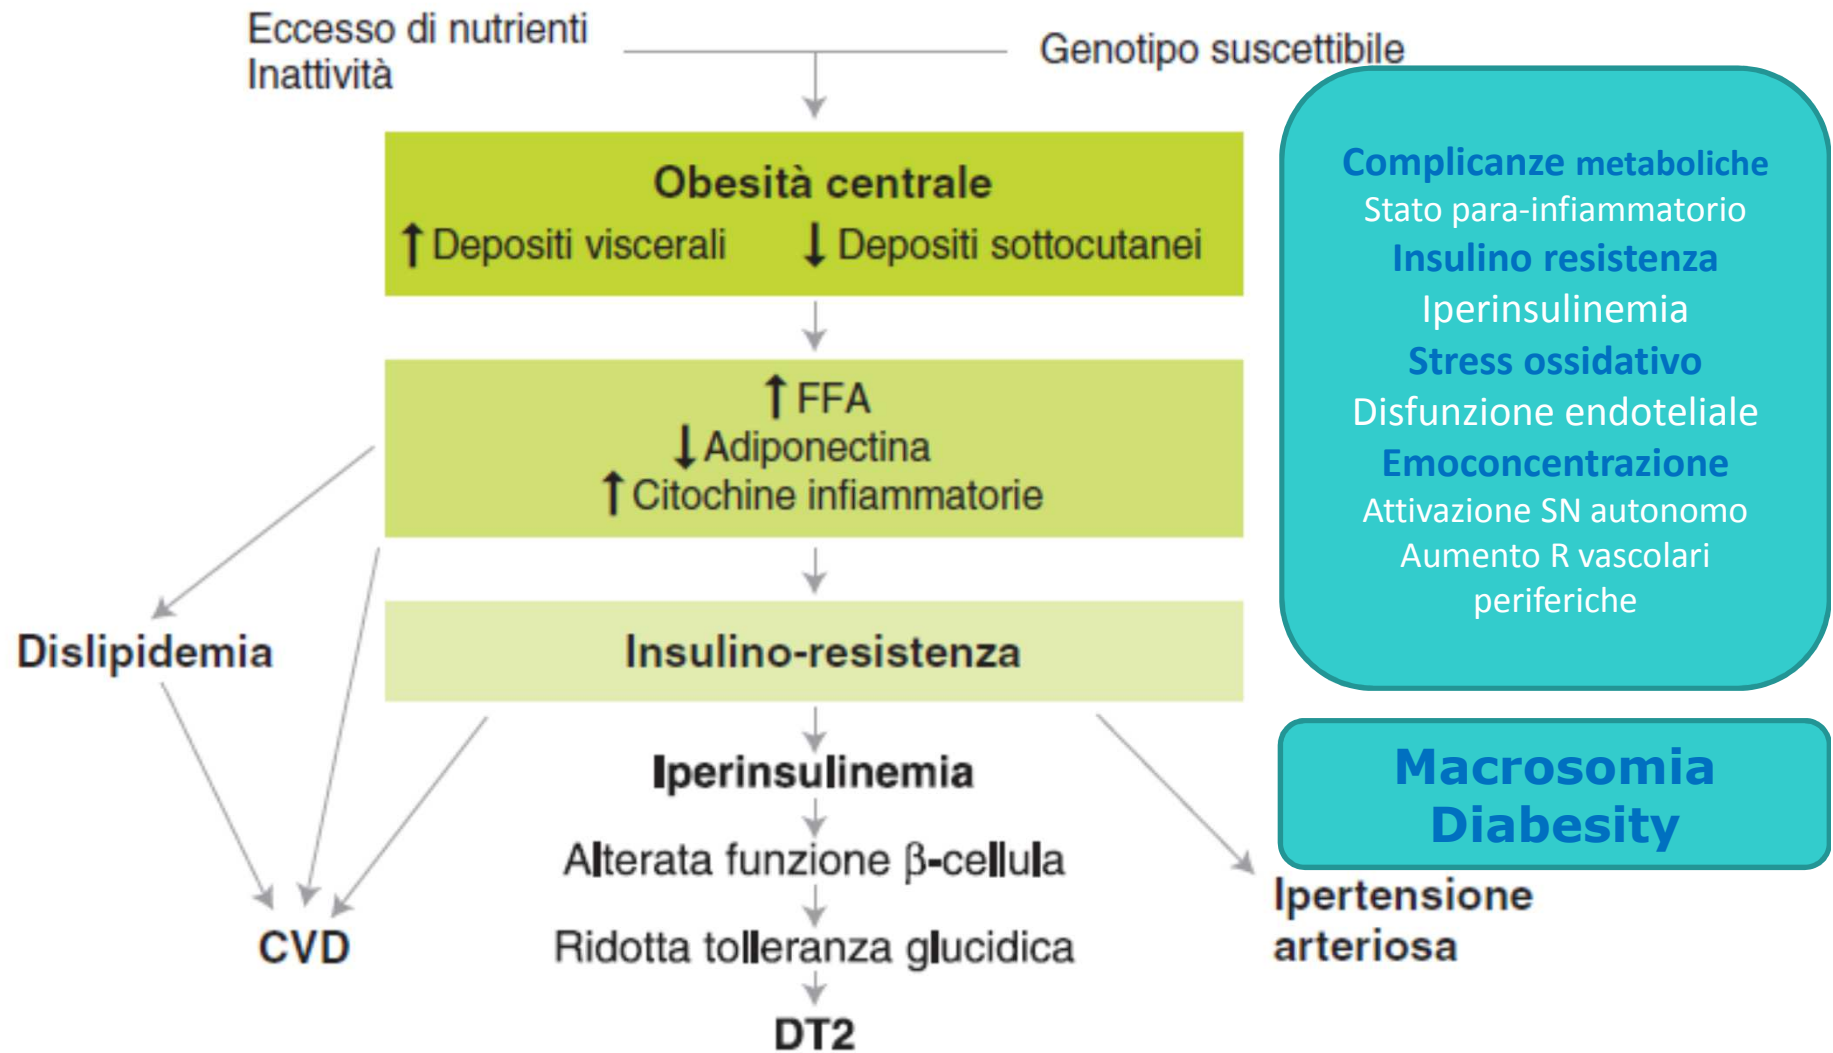 Eccesso di nutrienti
Inattività
Genotipo suscettibile
Obesità centrale
↑ Depositi viscerali ↓ Depositi sottocutanei
↑ FFA
↓ Adiponectina
↑ Citochine infiammatorie
Dislipidemia
Insulino-resistenza
Iperinsulinemia
Alterata funzione β-cellula
CVD
Ridotta tolleranza glucidica
DT2
Ipertensione
arteriosa
Complicanze metaboliche
Stato para-infiammatorio
Insulino resistenza
Iperinsulinemia
Stress ossidativo
Disfunzione endoteliale
Emoconcentrazione
Attivazione SN autonomo
Aumento R vascolari
periferiche
Macrosomia
Diabesity